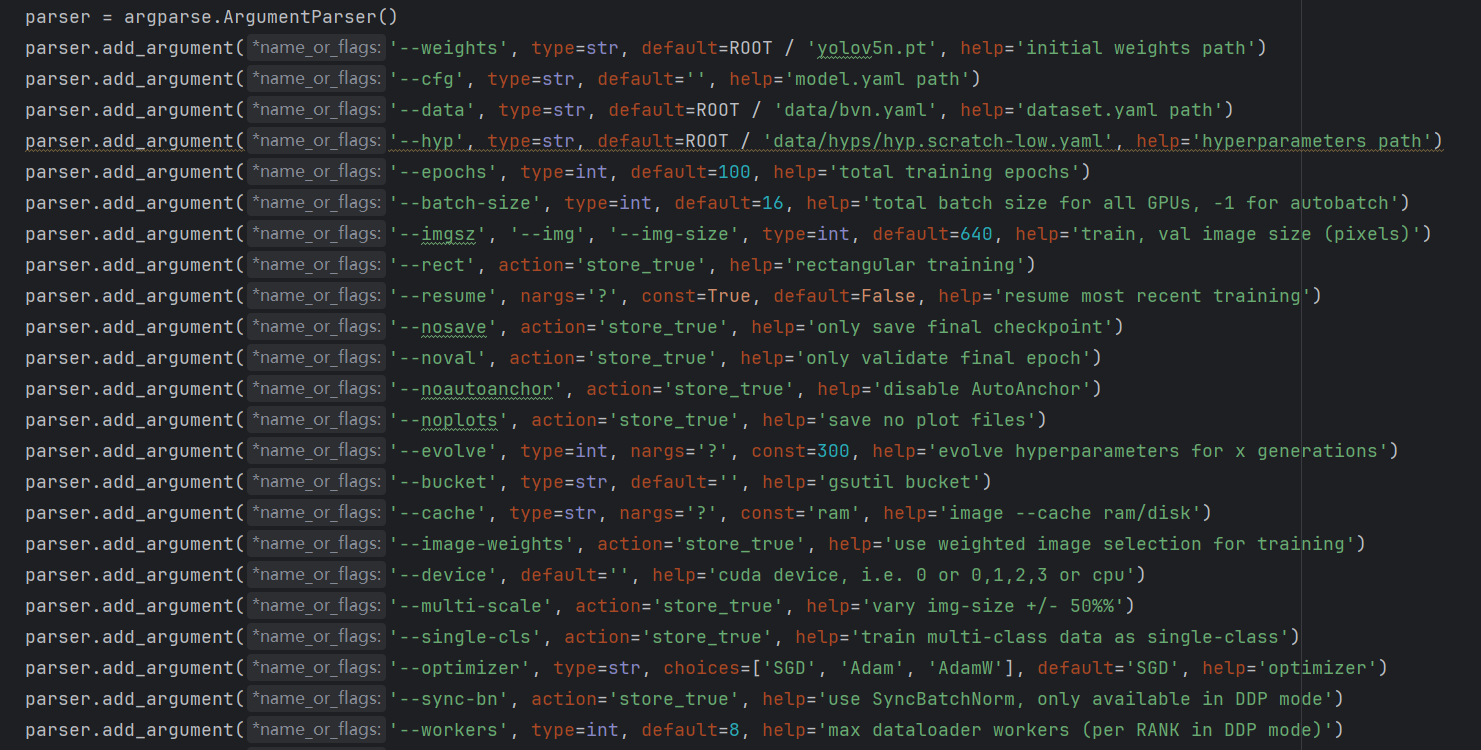 parser = argparse.ArgumentParser()
parser.add_argument( *name_or_flags: '--weights', type=str, default=ROOT / 'yolov5n.pt', help='initial weights path')
parser.add_argument( *name_or_flags: '--cfg', type=str, default='', help='model.yaml path')
parser.add_argument( *name_or_flags: '--data', type=str, default=ROOT / 'data/bvn.yaml', help='dataset.yaml path')
parser.add_argument( *name_or_flags: '--hyp', type=str, default=ROOT / 'data/hyps/hyp.scratch-low.yaml', help='hyperparameters path')
parser.add_argument( *name_or_flags: '--epochs', type=int, default=100, help='total training epochs')
parser.add_argument( *name_or_flags: '--batch-size', type=int, default=16, help='total batch size for all GPUs, -1 for autobatch')
parser.add_argument( *name_or_flags: '--imgsz', '--img', '--img-size', type=int, default=640, help='train, val image size (pixels)')
parser.add_argument( *name_or_flags: '--rect', action='store_true', help='rectangular training')
parser.add_argument( *name_or_flags: '--resume', nargs='?', const=True, default=False, help='resume most recent training')
parser.add_argument( *name_or_flags: '--nosave', action='store_true', help='only save final checkpoint')
parser.add_argument( *name_or_flags: '--noval', action='store_true', help='only validate final epoch')
parser.add_argument( *name_or_flags: '--noautoanchor', action='store_true', help='disable AutoAnchor')
parser.add_argument( *name_or_flags: '--noplots', action='store_true', help='save no plot files')
parser.add_argument( *name_or_flags: '--evolve', type=int, nargs='?', const=300, help='evolve hyperparameters for x generations')
parser.add_argument( *name_or_flags: '--bucket', type=str, default='', help='gsutil bucket')
parser.add_argument( *name_or_flags: '--cache', type=str, nargs='?', const='ram', help='image --cache ram/disk')
parser.add_argument( *name_or_flags: '--image-weights', action='store_true', help='use weighted image selection for training')
parser.add_argument( *name_or_flags: '--device', default='', help='cuda device, i.e. 0 or 0,1,2,3 or cpu')
parser.add_argument( *name_or_flags: '--multi-scale', action='store_true', help='vary img-size +/- 50%%')
parser.add_argument( *name_or_flags: '--single-cls', action='store_true', help='train multi-class data as single-class')
parser.add_argument( *name_or_flags: '--optimizer', type=str, choices=['SGD', 'Adam', 'AdamW'], default='SGD', help='optimizer')
parser.add_argument( *name_or_flags: '--sync-bn', action='store_true', help='use SyncBatchNorm, only available in DDP mode')
parser.add_argument( *name_or_flags: '--workers', type=int, default=8, help='max dataloader workers (per RANK in DDP mode)')